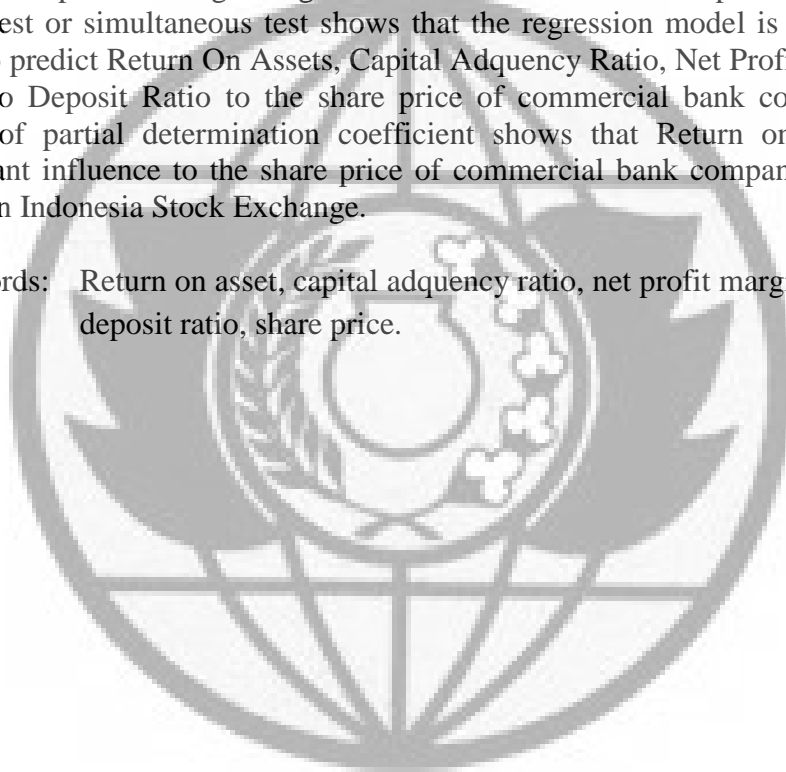 est or simultaneous test shows that the regression model is
predict Return On Assets, Capital Adquency Ratio, Net Profi
o Deposit Ratio to the share price of commercial bank co
of partial determination coefficient shows that Return or
ant influence to the share price of commercial bank compan
n Indonesia Stock Exchange.
rds: Return on asset, capital adquency ratio, net profit marg
deposit ratio, share price.